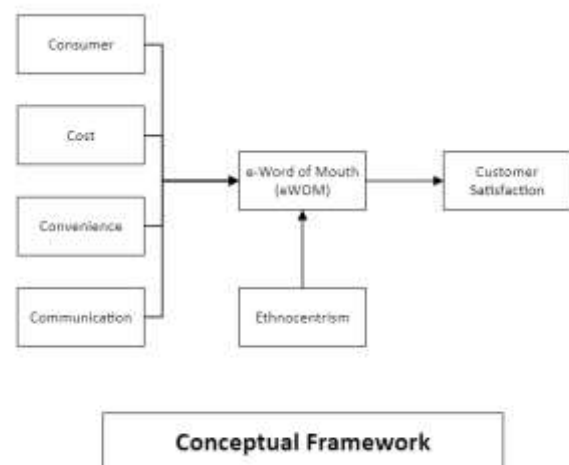 Consumer
Cost
e-Word of Mouth
(eWOM)
Customer
Satisfaction
Convenience
Communication
Ethnocentrism
Conceptual Framework